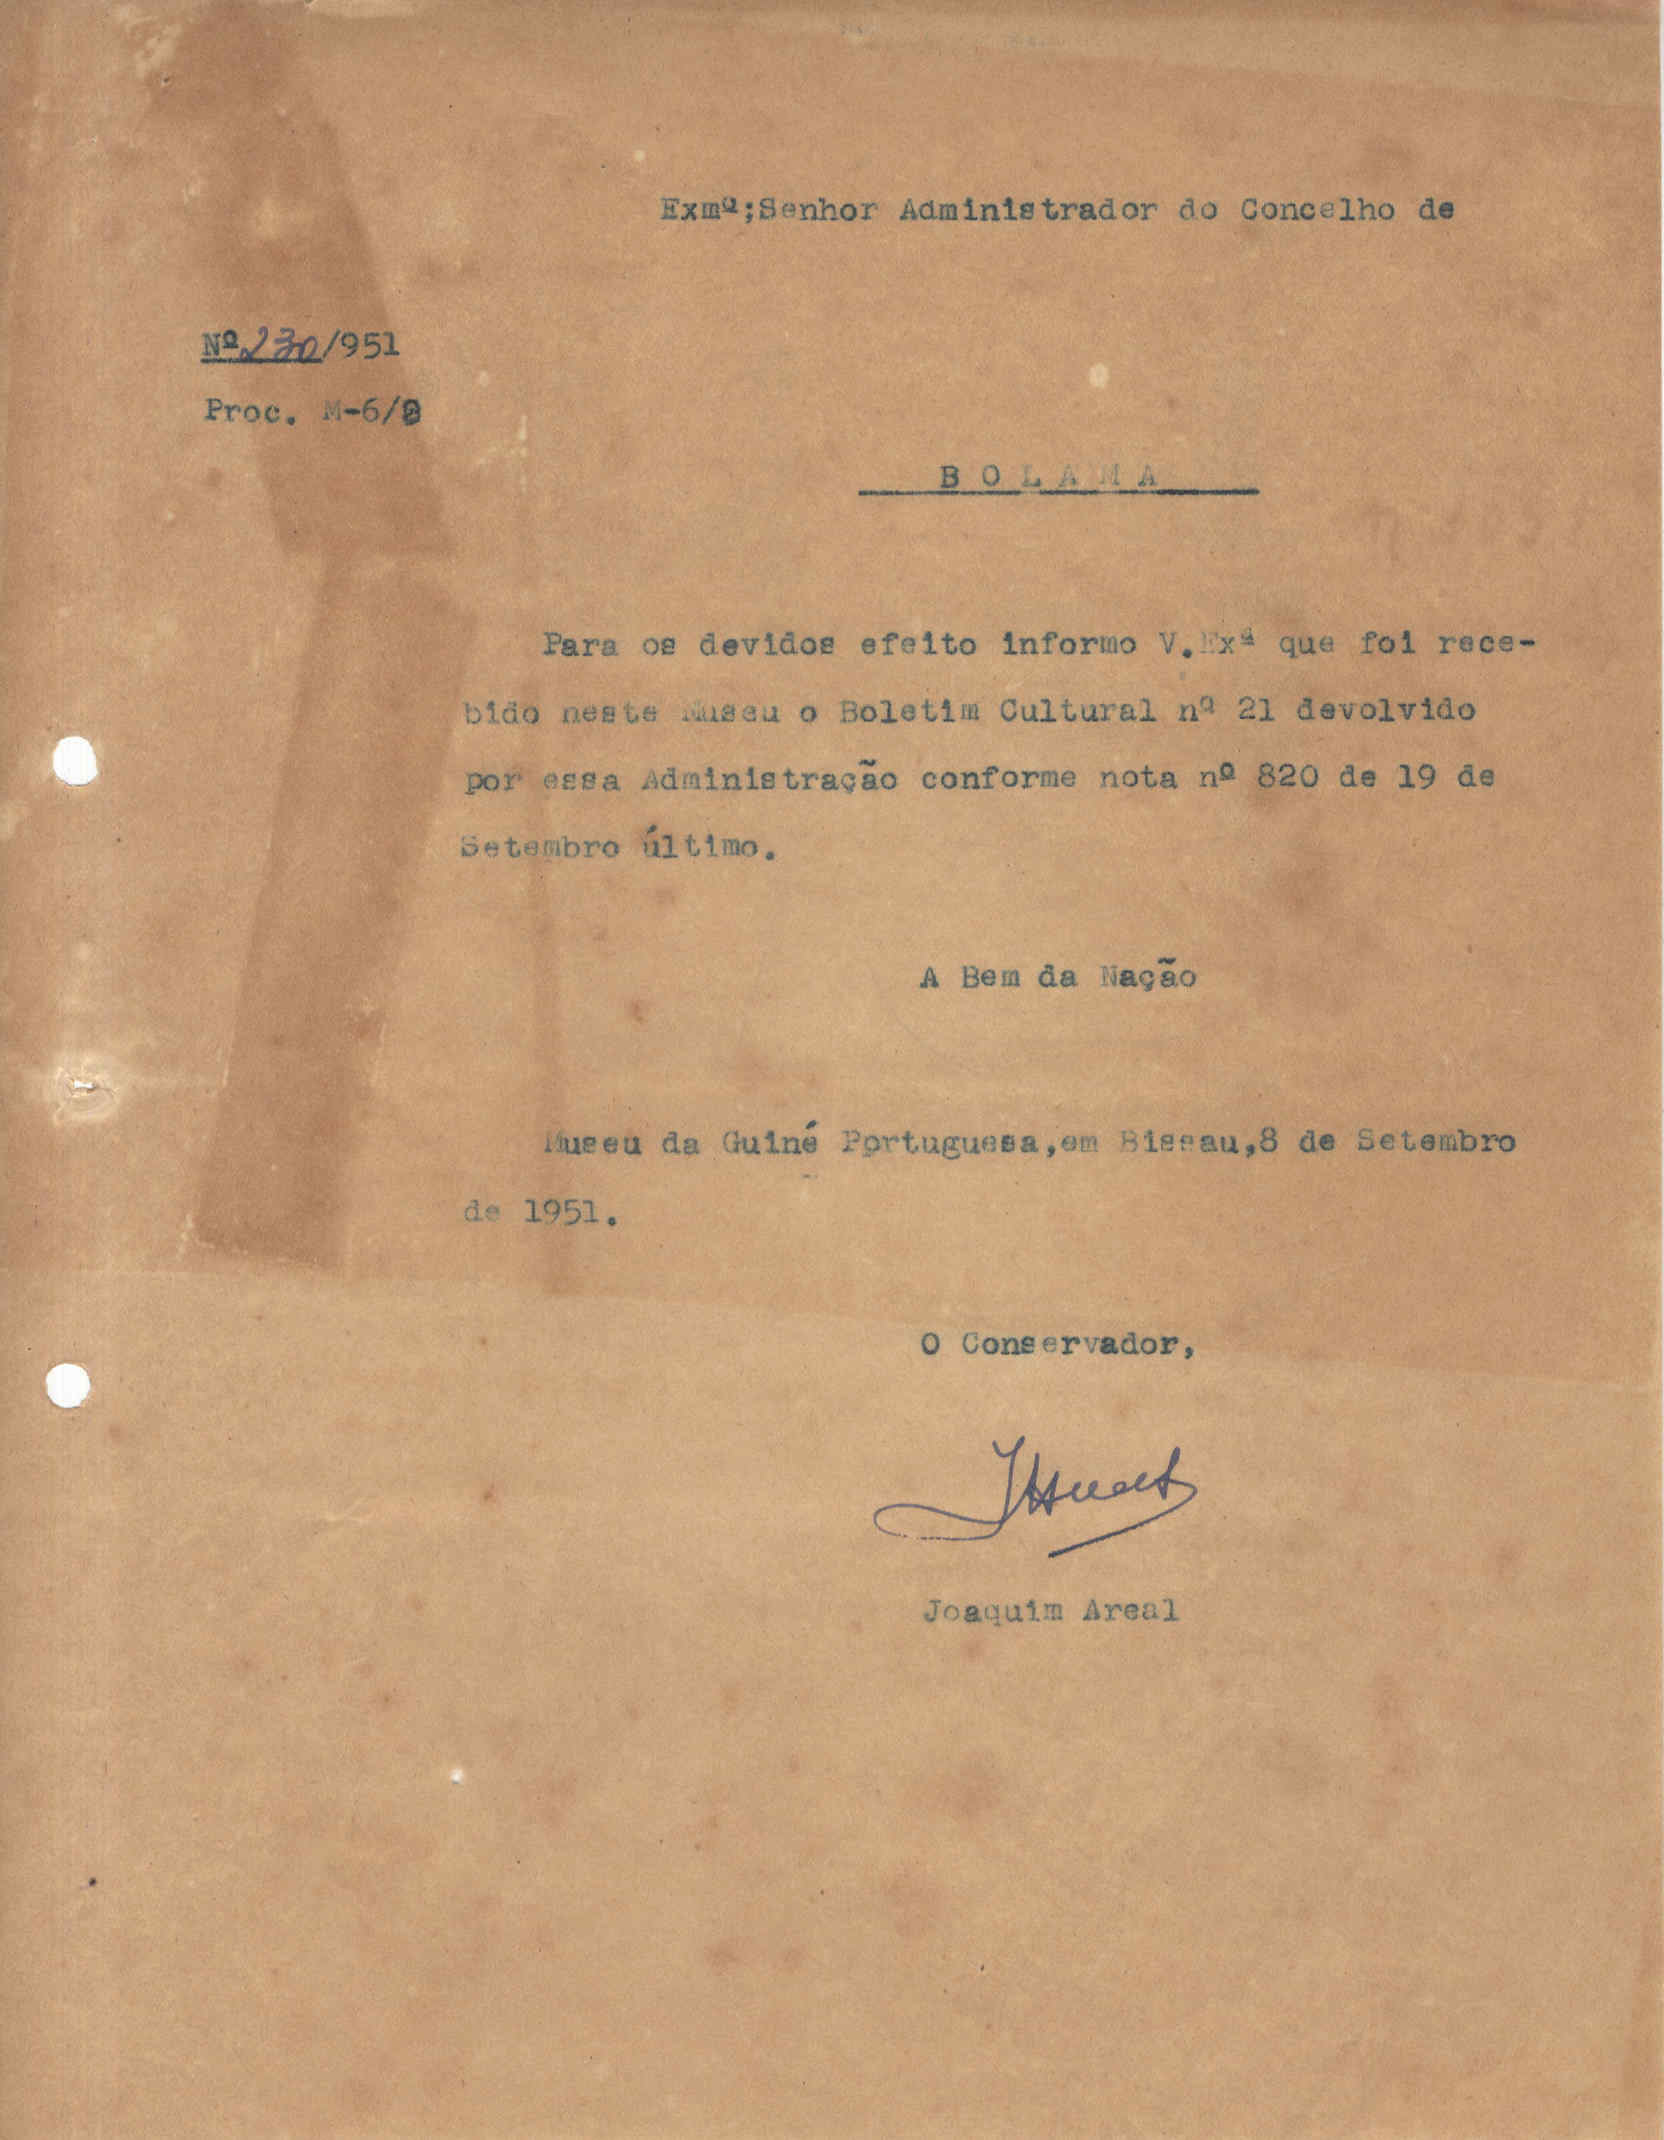 Exmº;Senhor Administrador do Concelho de
Nº 230/951
Proc. M-6/
B O L A M A
Para os devidos efeito informo V.Exª que foi rece-
bido neste Museu o Boletim Cultural nº 21 devolvido
por essa Administração conforme nota nº 820 de 19 de
Setembro último.
A Bem da Nação
Museu da Guiné Portuguesa,em Bissau,8 de Setembro
de 1951.
O Conservador,
Joaquim Areal